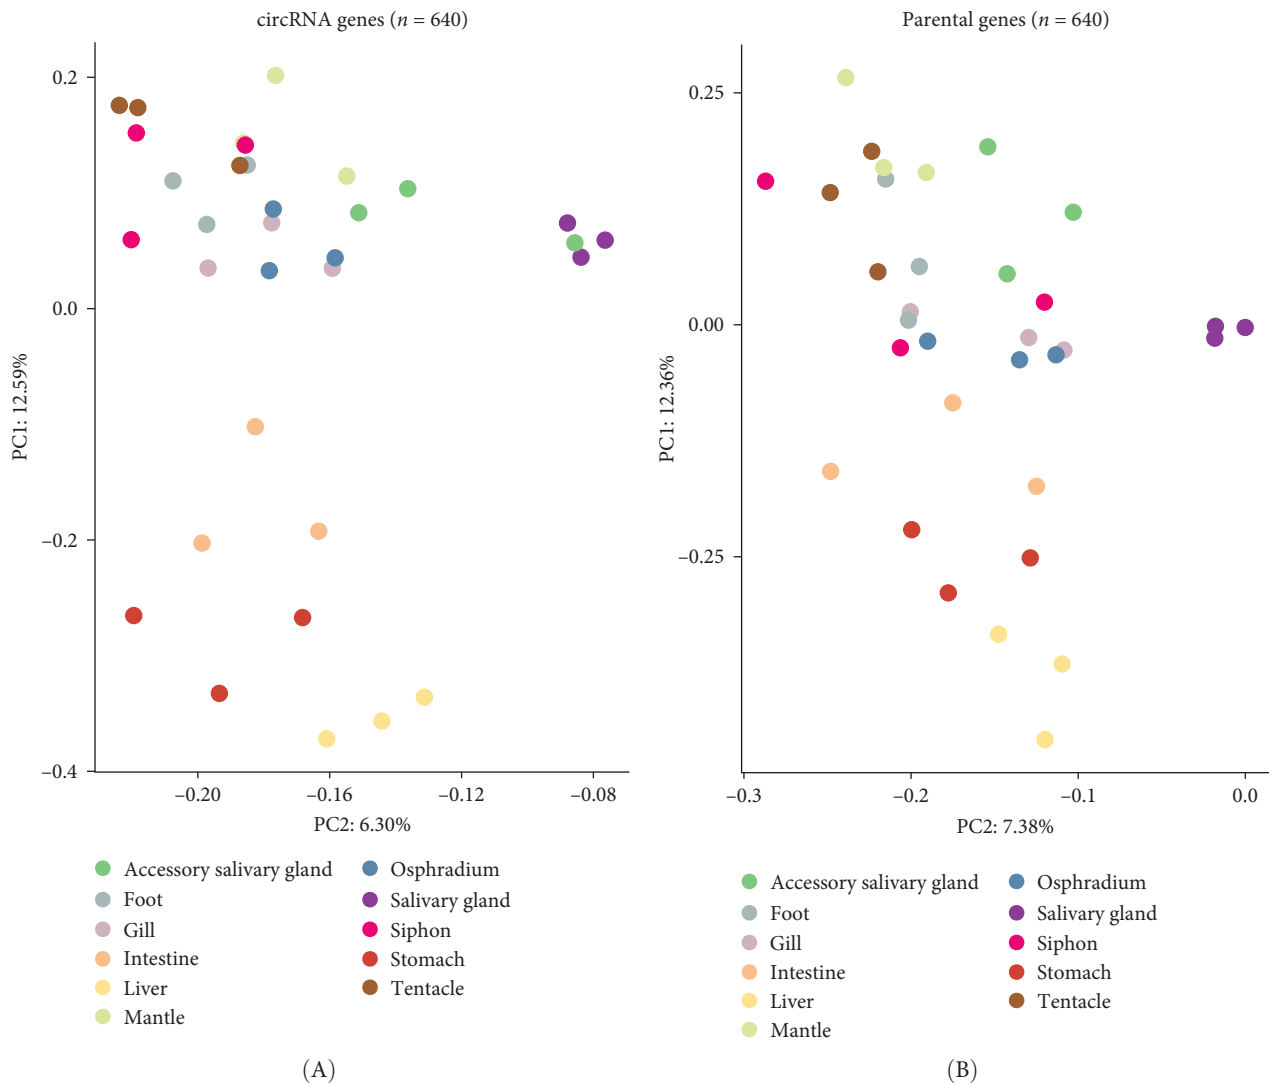 circRNA genes (n = 640)
0.2
0.0
−0.2
−0.4
PC1: 12.59%
−0.20
−0.16
−0.12
−0.08
PC2: 6.30%
Accessory salivary gland
Foot
Gill
Intestine
Liver
Mantle
Osphradium
Salivary gland
Siphon
Stomach
Tentacle
(A)
Parental genes (n = 640)
0.25
0.00
−0.25
PC1: 12.36%
−0.3
−0.2
−0.1
0.0
PC2: 7.38%
Accessory salivary gland
Foot
Gill
Intestine
Liver
Mantle
Osphradium
Salivary gland
Siphon
Stomach
Tentacle
(B)